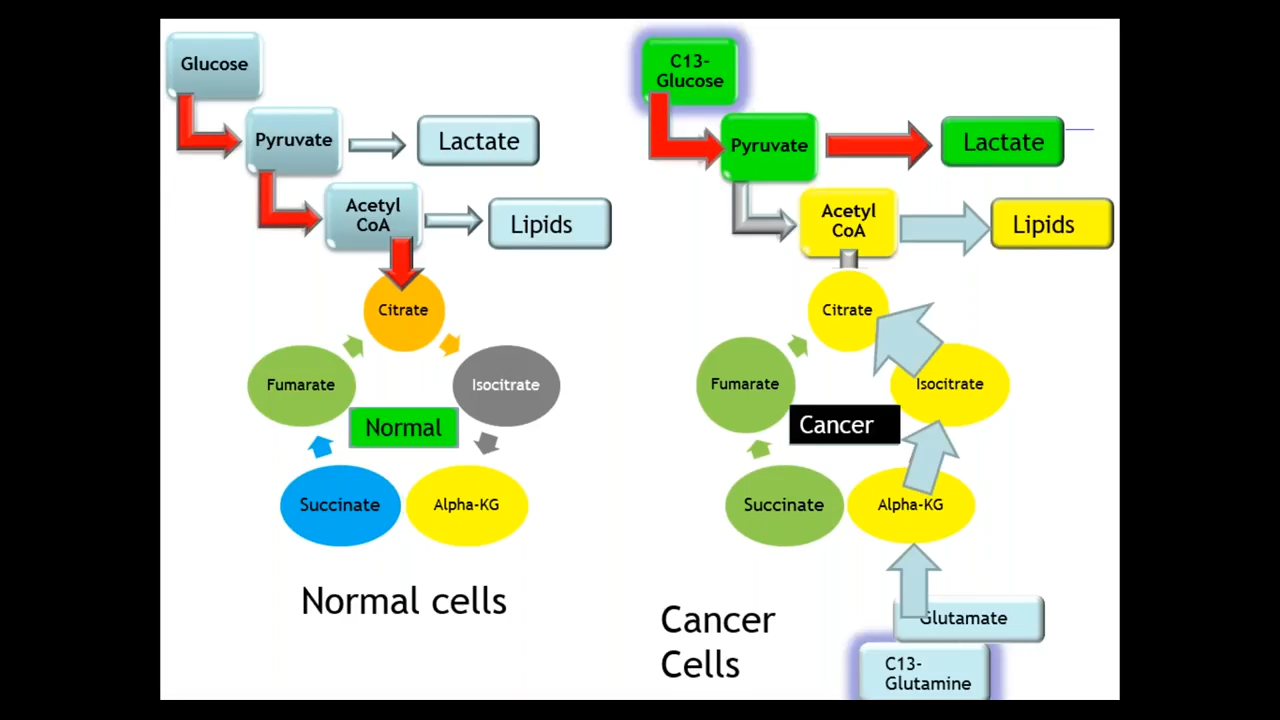 Glucose
Pyruvate
Lactate
Acetyl
CoA
Lipids
Citrate
Fumarate
Isocitrate
Normal
Succinate
Alpha-KG
Normal cells
C13-
Glucose
Pyruvate
Lactate
Acetyl
CoA
Lipids
Citrate
Fumarate
Isocitrate
Cancer
Succinate
Alpha-KG
Glutamate
Cancer
Cells
C13-
Glutamine